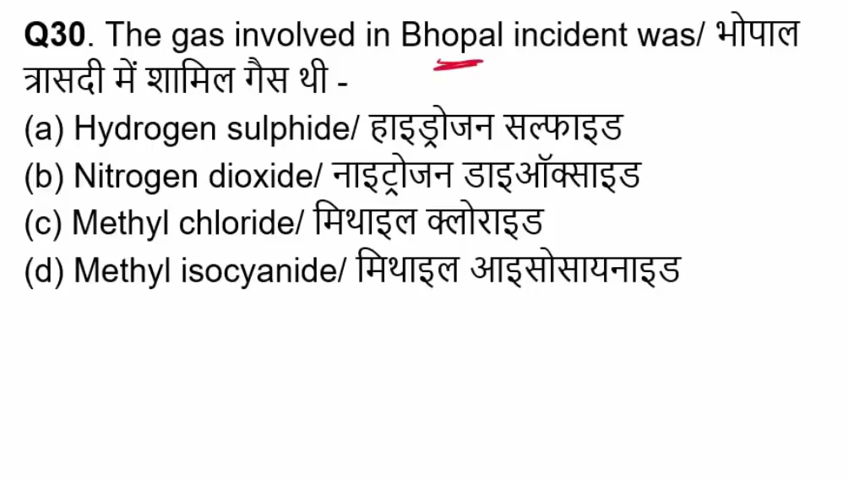 Q30. The gas involved in Bhopal incident was/ भोपाल
त्रासदी में शामिल गैस थी -
(a) Hydrogen sulphide/ हाइड्रोजन सल्फाइड
(b) Nitrogen dioxide/ नाइट्रोजन डाइऑक्साइड
(c) Methyl chloride/ मिथाइल क्लोराइड
(d) Methyl isocyanide/ मिथाइल आइसोसायनाइड